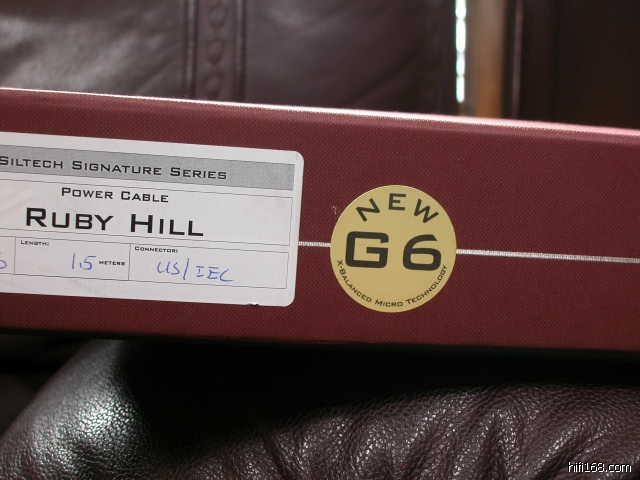 SILTECH SIGNATURE SERIES
POWER CABLE
RUBY HILL
LENGTH:
1.5 METERS
CONNECTOR:
US/IEC
NEW
G6
X-BALANCED MICRO TECHNOLOGY
hifi168.com